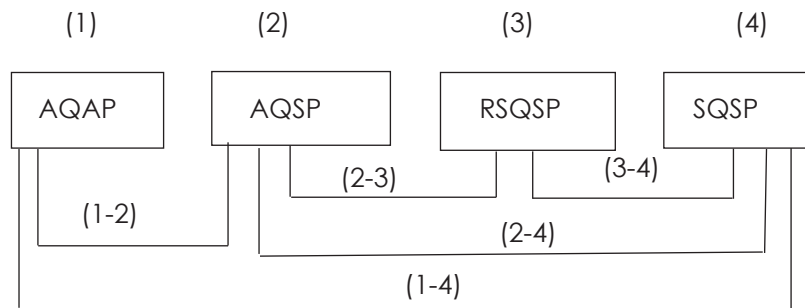 (1) (2) (3) (4)
AQAP AQSP RSQSP SQSP
(2-3) (3-4)
(1-2)
(2-4)
(1-4)